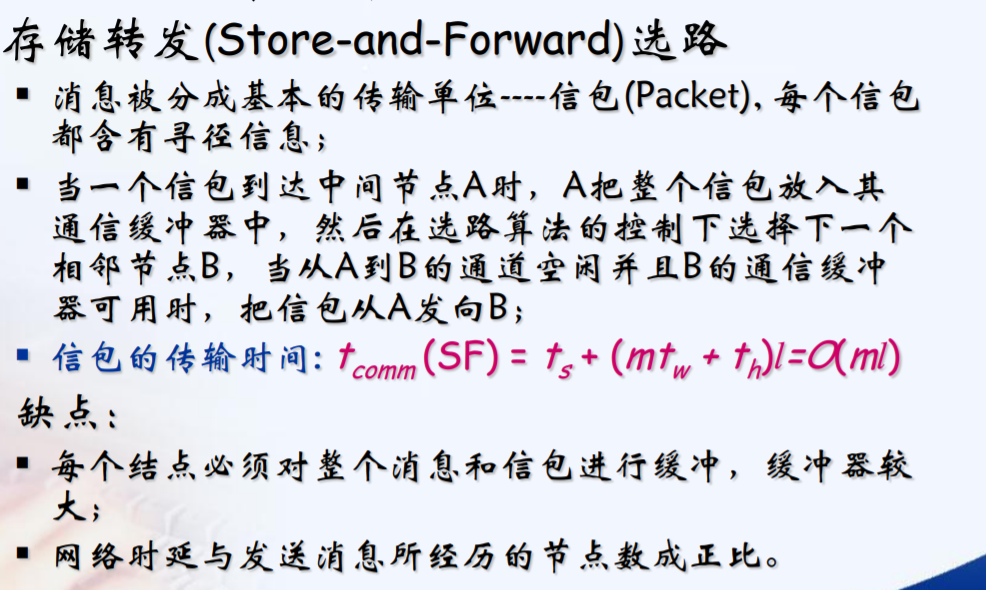 存储转发(Store-and-Forward)选路
▪ 消息被分成基本的传输单位----信包(Packet), 每个信包
都含有寻径信息；
▪ 当一个信包到达中间节点A时，A把整个信包放入其
通信缓冲器中，然后在选路算法的控制下选择下一个
相邻节点B，当从A到B的通道空闲并且B的通信缓冲
器可用时，把信包从A发向B；
▪ 信包的传输时间: t_comm (SF) = t_s + (mt_w + t_h)l=O(ml)
缺点：
▪ 每个结点必须对整个消息和信包进行缓冲，缓冲器较
大；
▪ 网络时延与发送消息所经历的节点数成正比。